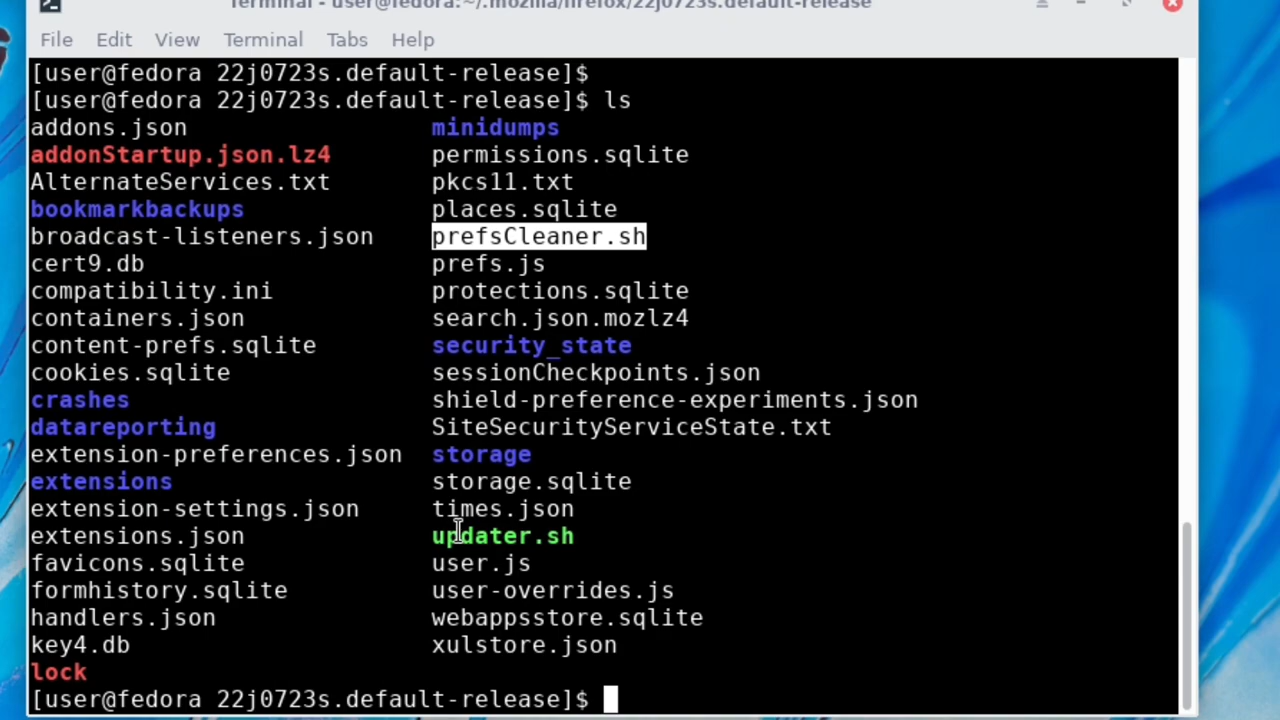 Terminal - user@fedora:~/.mozilla/firefox/22j0723s.default-release
File Edit View Terminal Tabs Help
[user@fedora 22j0723s.default-release]$
[user@fedora 22j0723s.default-release]$ ls
addons.json minidumps
addonStartup.json.lz4 permissions.sqlite
AlternateServices.txt pkcs11.txt
bookmarkbackups places.sqlite
broadcast-listeners.json prefsCleaner.sh
cert9.db prefs.js
compatibility.ini protections.sqlite
containers.json search.json.mozlz4
content-prefs.sqlite security_state
cookies.sqlite sessionCheckpoints.json
crashes shield-preference-experiments.json
datareporting SiteSecurityServiceState.txt
extension-preferences.json storage
extensions storage.sqlite
extension-settings.json times.json
extensions.json updater.sh
favicons.sqlite user.js
formhistory.sqlite user-overrides.js
handlers.json webappsstore.sqlite
key4.db xulstore.json
lock
[user@fedora 22j0723s.default-release]$